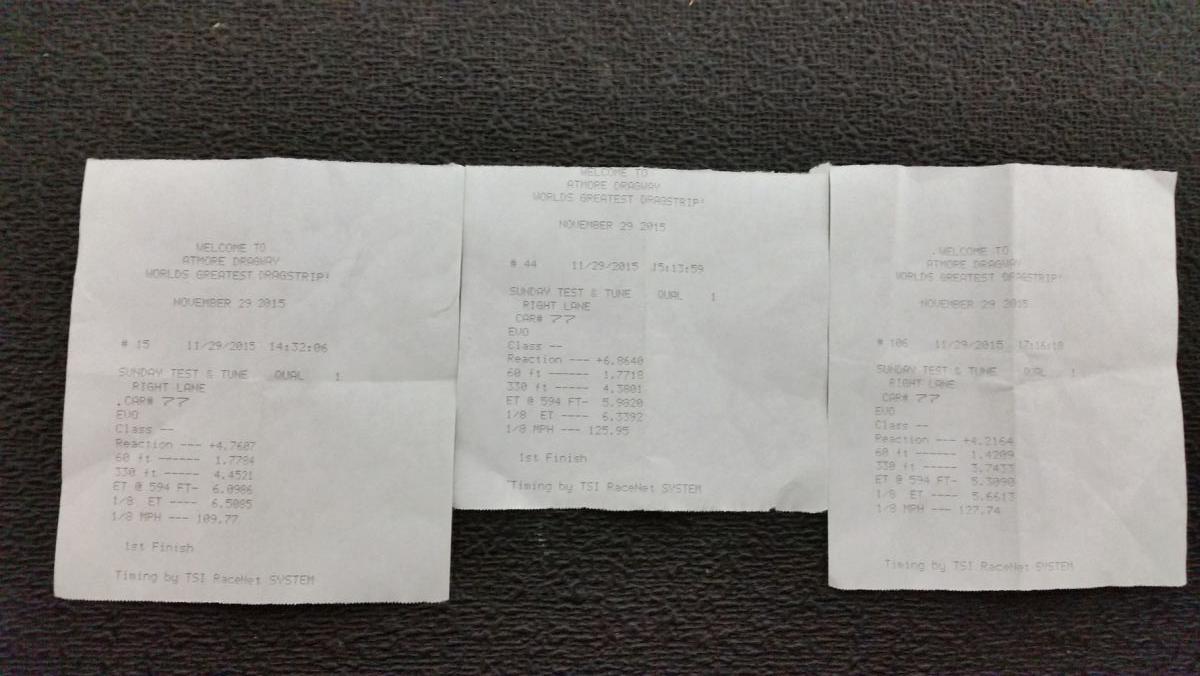 WELCOME TO
ATMORE DRAGWAY
WORLDS GREATEST DRAGSTRIP!
NOVEMBER 29 2015
# 15 11/29/2015 14:32:06
SUNDAY TEST & TUNE QUAL 1
RIGHT LANE
CAR# 77
EVO
Class --
Reaction --- +4.7607
60 ft ----- 1.7784
330 ft ----- 4.4521
ET @ 594 FT- 6.0986
1/8 ET ---- 6.5085
1/8 MPH --- 109.77
1st Finish
Timing by TSI RaceNet SYSTEM
WELCOME TO
ATMORE DRAGWAY
WORLDS GREATEST DRAGSTRIP!
NOVEMBER 29 2015
# 44 11/29/2015 15:13:59
SUNDAY TEST & TUNE QUAL 1
RIGHT LANE
CAR# 77
EVO
Class --
Reaction --- +6.8640
60 ft ------ 1.7718
330 ft ----- 4.3801
ET @ 594 FT- 5.9920
1/8 ET ---- 6.3392
1/8 MPH --- 125.95
1st Finish
Timing by TSI RaceNet SYSTEM
WELCOME TO
ATMORE DRAGWAY
WORLDS GREATEST DRAGSTRIP!
NOVEMBER 29 2015
# 106 11/29/2015 17:16:18
SUNDAY TEST & TUNE QUAL 1
RIGHT LANE
CAR# 77
EVO
Class --
Reaction --- +4.2164
60 ft ----- 1.4209
330 ft ----- 3.7433
ET @ 594 FT- 5.3090
1/8 ET ---- 5.6613
1/8 MPH --- 127.74
Timing by TSI RaceNet SYSTEM